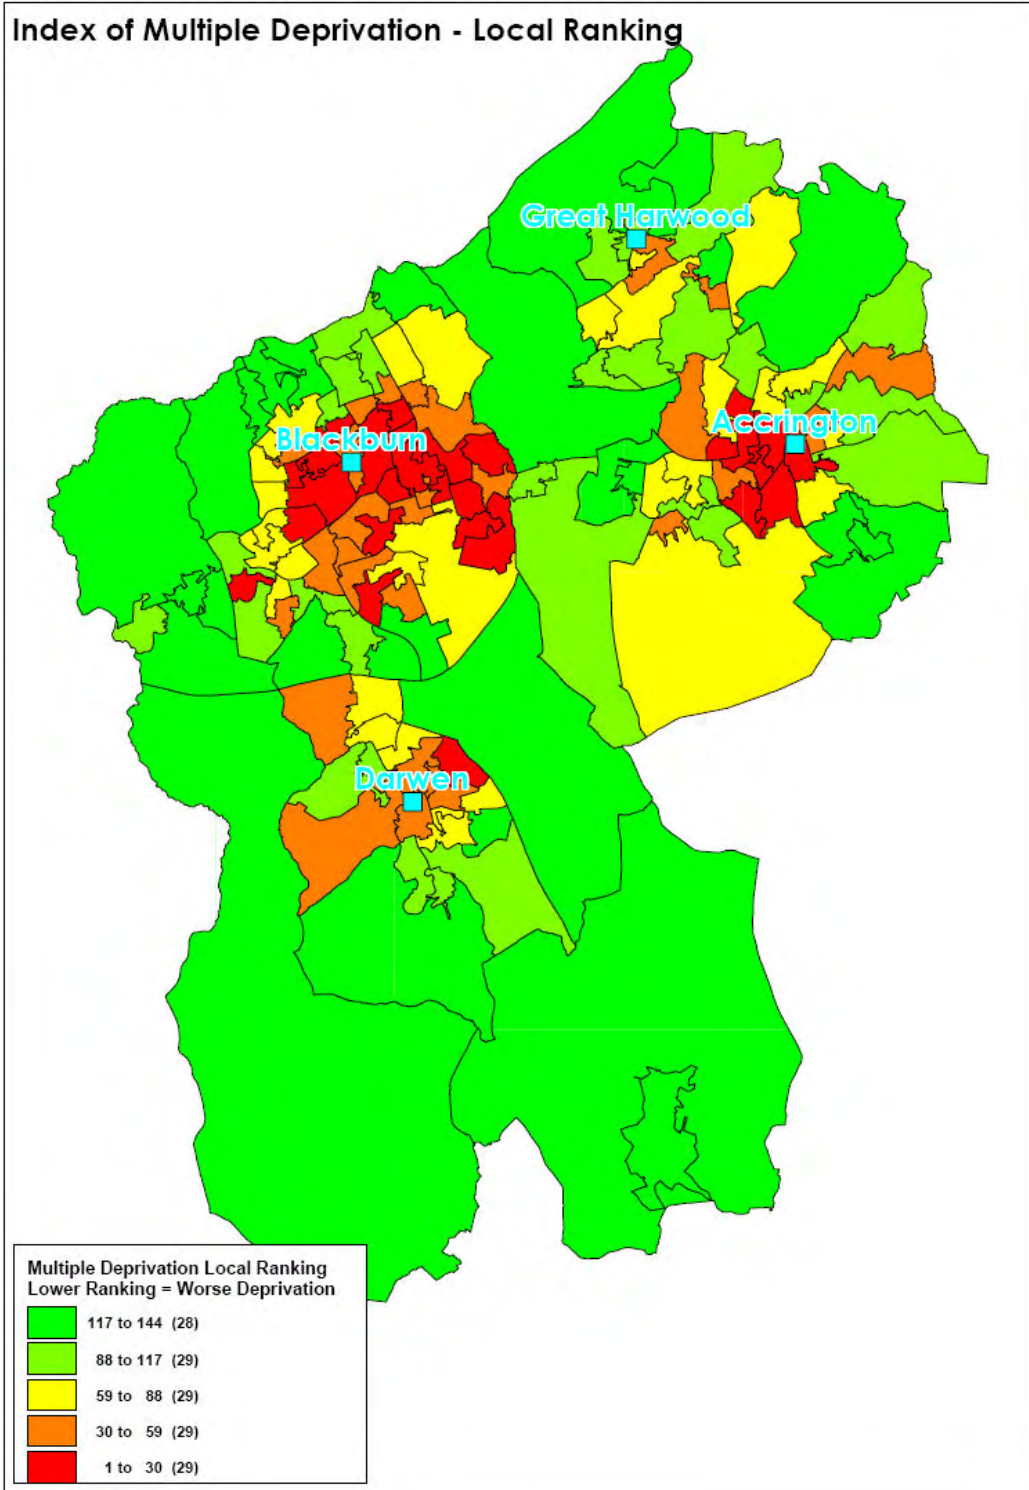 Index of Multiple Deprivation - Local Ranking
Great Harwood
Accrington
Blackburn
Darwen
Multiple Deprivation Local Ranking
Lower Ranking = Worse Deprivation
117 to 144 (28)
88 to 117 (29)
59 to 88 (29)
30 to 59 (29)
1 to 30 (29)